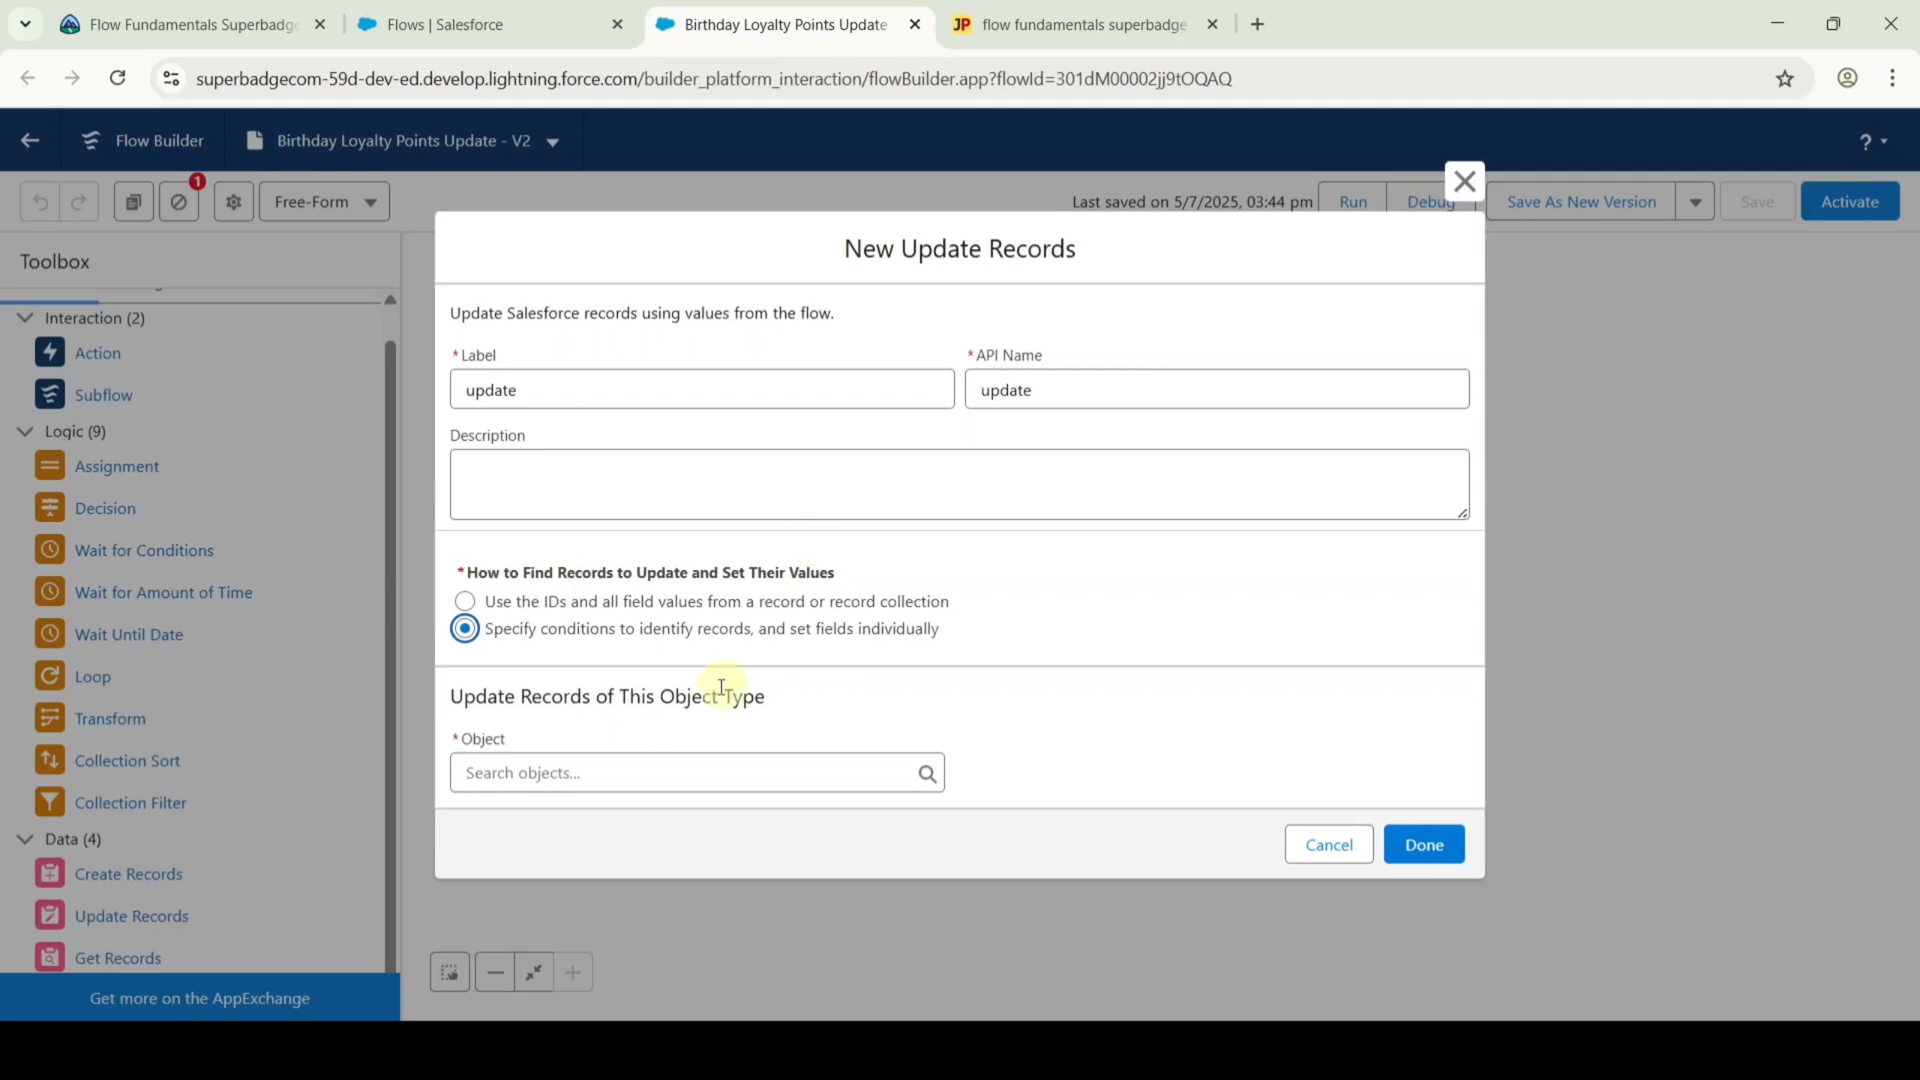 Flow Fundamentals Superbadg
Flows | Salesforce
Birthday Loyalty Points Update
JP flow fundamentals superbadge
superbadgecom-59d-dev-ed.develop.lightning.force.com/builder_platform_interaction/flowBuilder.app?flowId=301dM00002jj9tOQAQ
Flow Builder
Birthday Loyalty Points Update - V2
?
1
Free-Form
Last saved on 5/7/2025, 03:44 pm
Run
Debug
Save As New Version
Save
Activate
Toolbox
Interaction (2)
Action
Subflow
Logic (9)
Assignment
Decision
Wait for Conditions
Wait for Amount of Time
Wait Until Date
Loop
Transform
Collection Sort
Collection Filter
Data (4)
Create Records
Update Records
Get Records
Get more on the AppExchange
New Update Records
Update Salesforce records using values from the flow.
* Label
update
* API Name
update
Description
* How to Find Records to Update and Set Their Values
Use the IDs and all field values from a record or record collection
Specify conditions to identify records, and set fields individually
Update Records of This Object Type
* Object
Search objects...
Cancel
Done